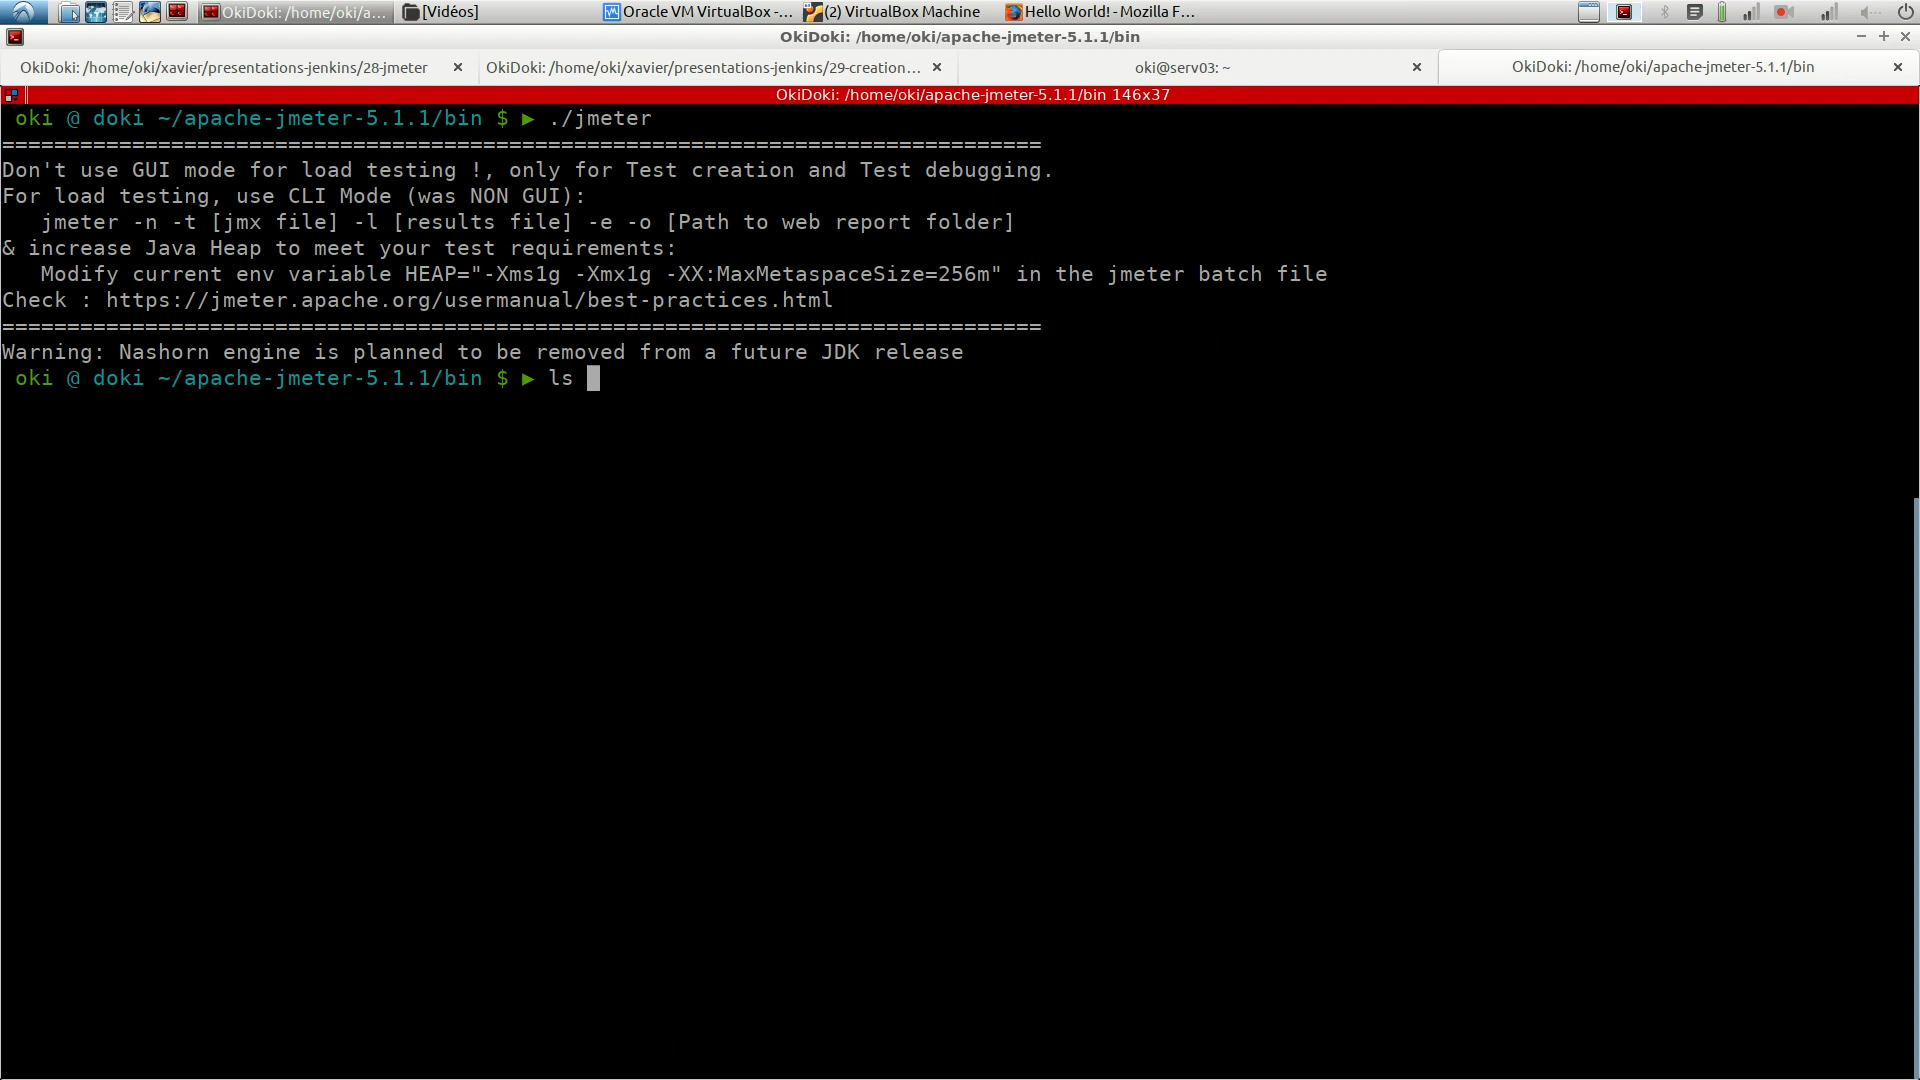 OkiDoki: /home/oki/a...
[Vidéos]
Oracle VM VirtualBox -...
(2) VirtualBox Machine
Hello World! - Mozilla F...
OkiDoki: /home/oki/apache-jmeter-5.1.1/bin
OkiDoki: /home/oki/xavier/presentations-jenkins/28-jmeter
OkiDoki: /home/oki/xavier/presentations-jenkins/29-creation...
oki@serv03: ~
OkiDoki: /home/oki/apache-jmeter-5.1.1/bin
OkiDoki: /home/oki/apache-jmeter-5.1.1/bin 146x37
oki @ doki ~/apache-jmeter-5.1.1/bin $ ► ./jmeter
================================================================================
Don't use GUI mode for load testing !, only for Test creation and Test debugging.
For load testing, use CLI Mode (was NON GUI):
   jmeter -n -t [jmx file] -l [results file] -e -o [Path to web report folder]
& increase Java Heap to meet your test requirements:
   Modify current env variable HEAP="-Xms1g -Xmx1g -XX:MaxMetaspaceSize=256m" in the jmeter batch file
Check : https://jmeter.apache.org/usermanual/best-practices.html
================================================================================
Warning: Nashorn engine is planned to be removed from a future JDK release
oki @ doki ~/apache-jmeter-5.1.1/bin $ ► ls